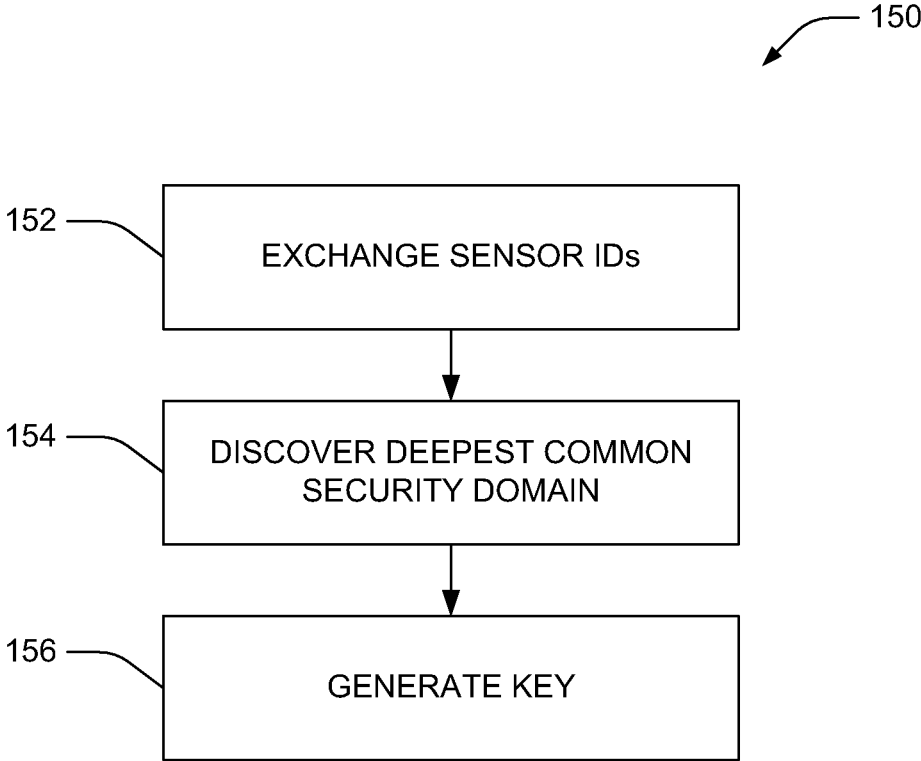 150
152
EXCHANGE SENSOR IDs
154
DISCOVER DEEPEST COMMON
SECURITY DOMAIN
156
GENERATE KEY